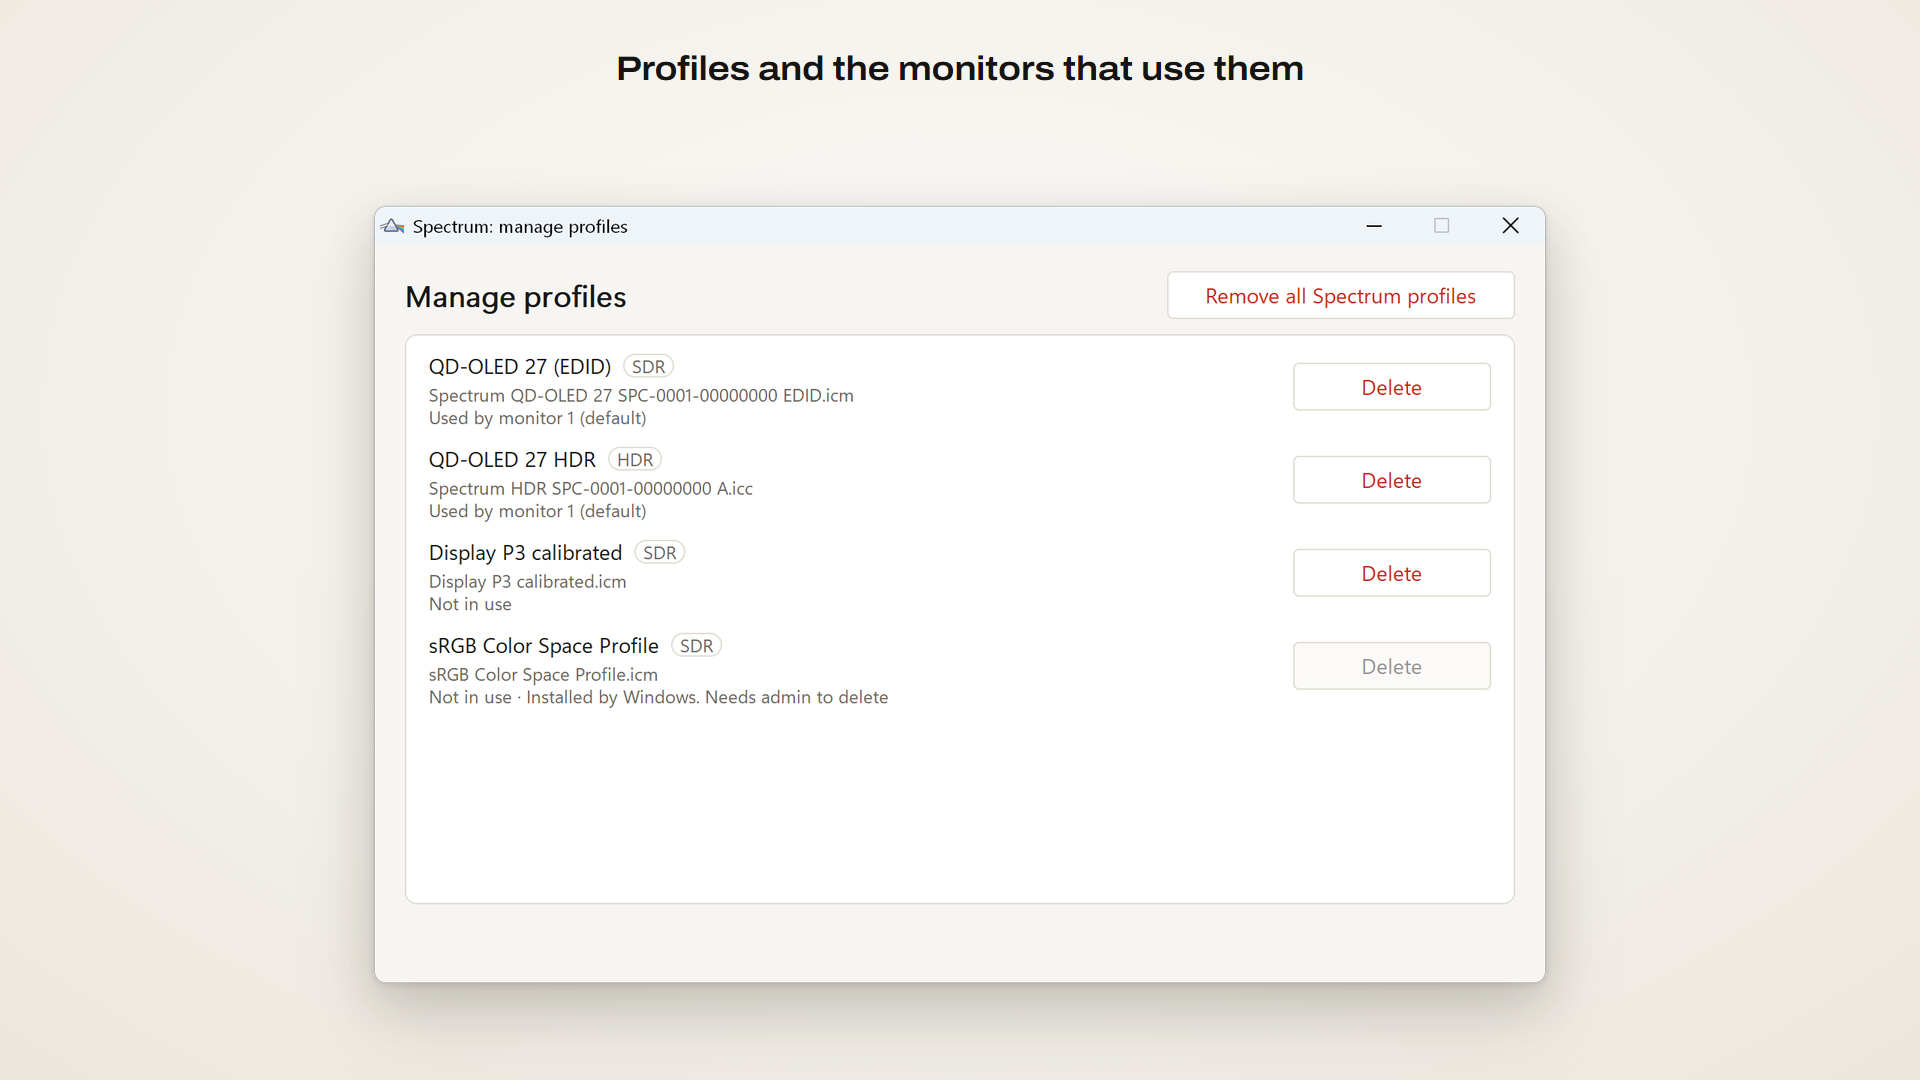 Profiles and the monitors that use them
Spectrum: manage profiles
Manage profiles
Remove all Spectrum profiles
QD-OLED 27 (EDID) SDR
Spectrum QD-OLED 27 SPC-0001-00000000 EDID.icm
Used by monitor 1 (default)
Delete
QD-OLED 27 HDR HDR
Spectrum HDR SPC-0001-00000000 A.icc
Used by monitor 1 (default)
Delete
Display P3 calibrated SDR
Display P3 calibrated.icm
Not in use
Delete
sRGB Color Space Profile SDR
sRGB Color Space Profile.icm
Not in use · Installed by Windows. Needs admin to delete
Delete